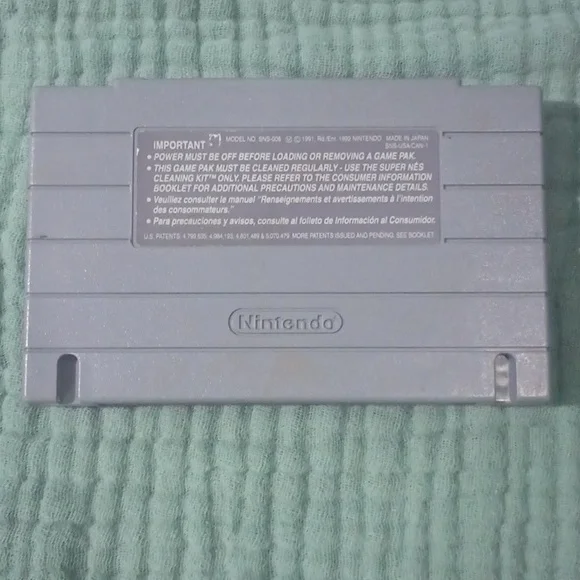 IMPORTANT MODEL NO. SNS-006 © 1991, Rd./Em. 1992 NINTENDO MADE IN JAPAN
SNS-USA/CAN-1
• POWER MUST BE OFF BEFORE LOADING OR REMOVING A GAME PAK.
• THIS GAME PAK MUST BE CLEANED REGULARLY - USE THE SUPER NES
CLEANING KIT™ ONLY. PLEASE REFER TO THE CONSUMER INFORMATION
BOOKLET FOR ADDITIONAL PRECAUTIONS AND MAINTENANCE DETAILS.
• Veuillez consulter le manuel "Renseignements et avertissements à l'intention
des consommateurs."
• Para precauciones y avisos, consulte al folleto de Información al Consumidor.
U.S. PATENTS: 4,799,635; 4,984,193; 4,821,489 & 5,070,479. MORE PATENTS ISSUED AND PENDING. SEE BOOKLET
Nintendo